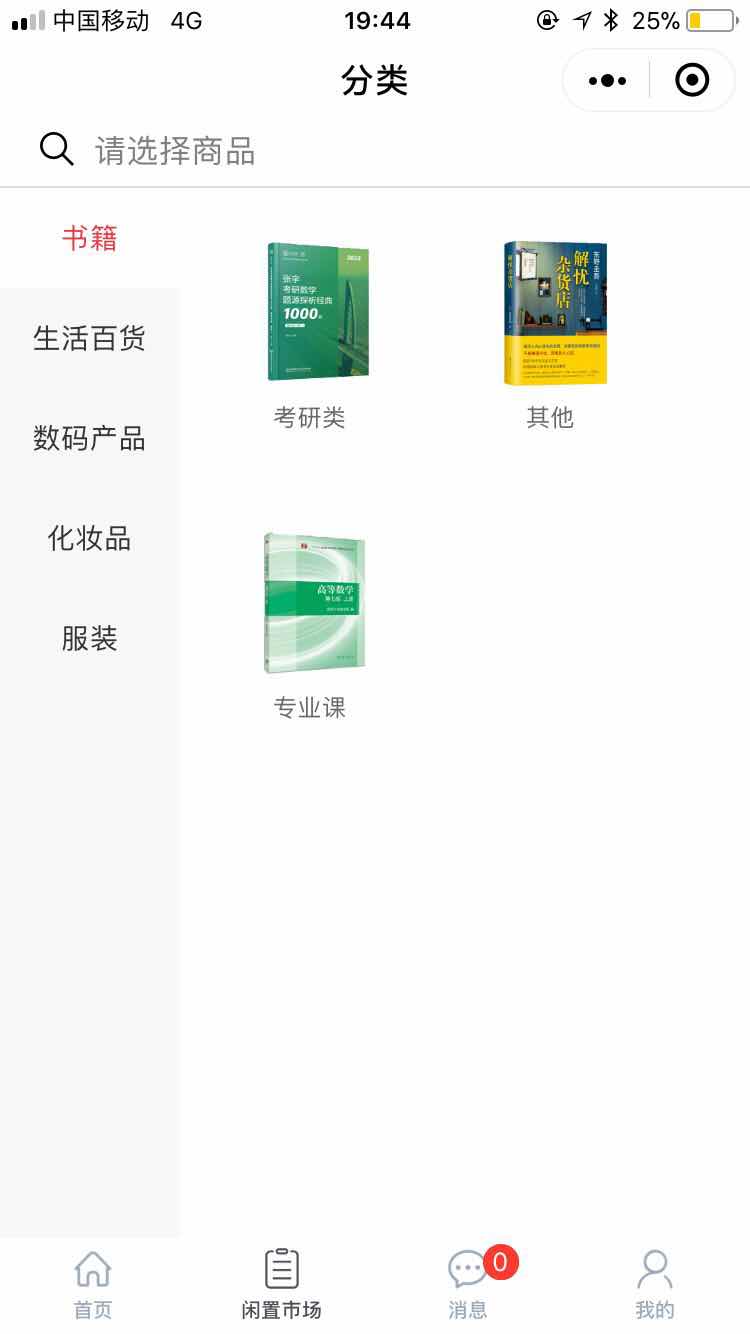 中国移动 4G 19:44 25%
分类
请选择商品
书籍
生活百货
数码产品
化妆品
服装
张宇
考研数学
题源探析经典
1000题
考研类
东野圭吾
解忧
杂货店
其他
高等数学
第七版 上册
专业课
首页
闲置市场
0
消息
我的